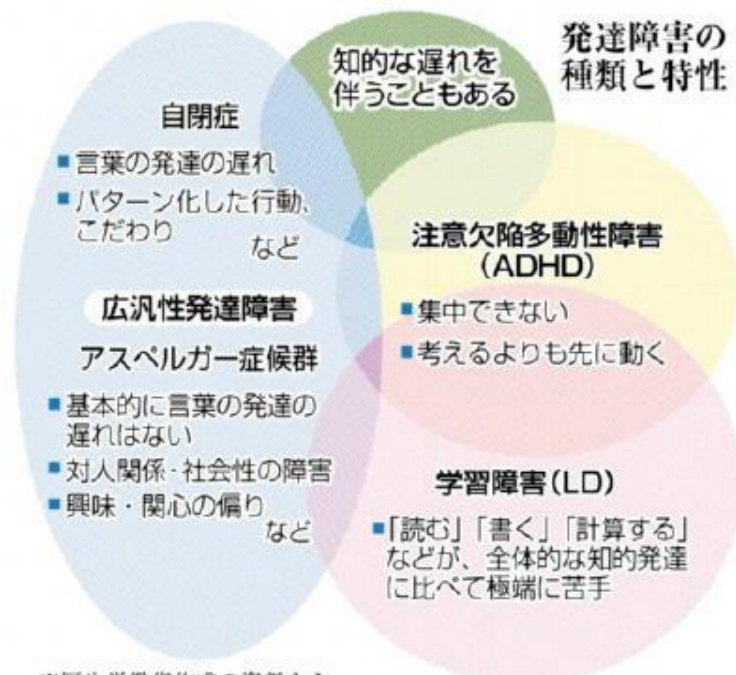 発達障害の
種類と特性
知的な遅れを
伴うこともある
自閉症
■言葉の発達の遅れ
■パターン化した行動、
こだわり
など
広汎性発達障害
アスペルガー症候群
■基本的に言葉の発達の
遅れはない
■対人関係・社会性の障害
■興味・関心の偏り
など
注意欠陥多動性障害
(ADHD)
■集中できない
■考えるよりも先に動く
学習障害(LD)
■「読む」「書く」「計算する」
などが、全体的な知的発達
に比べて極端に苦手